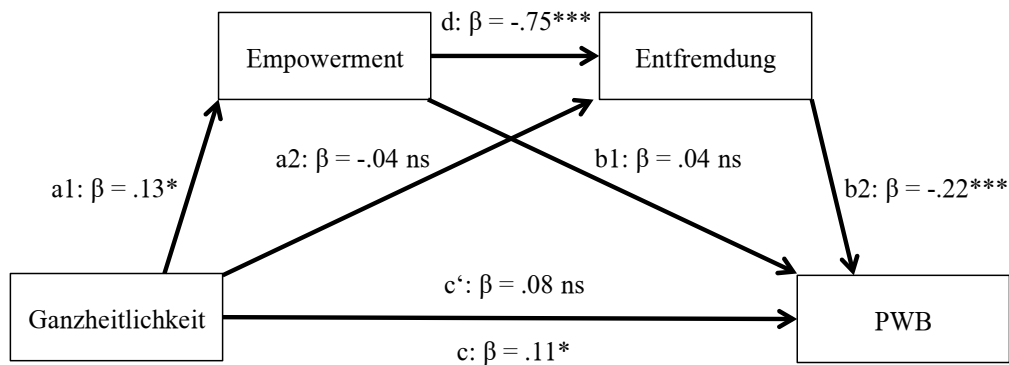 d: β = -.75***
Empowerment
Entfremdung
a1: β = .13*
a2: β = -.04 ns
b1: β = .04 ns
b2: β = -.22***
Ganzheitlichkeit
c‘: β = .08 ns
PWB
c: β = .11*